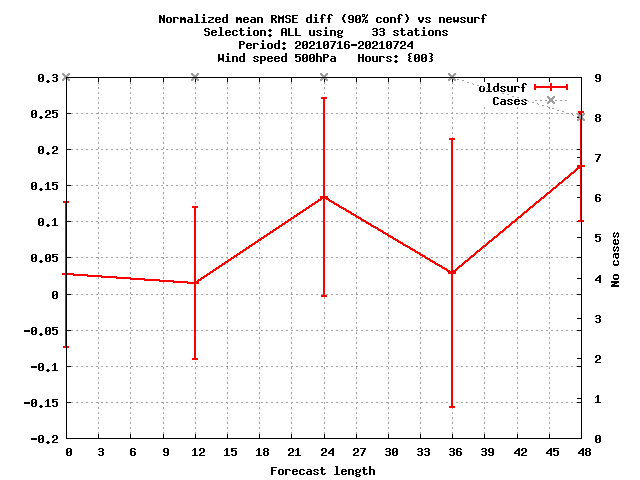 Normalized mean RMSE diff (90% conf) vs newsurf
Selection: ALL using    33 stations
Period: 20210716-20210724
Wind speed 500hPa   Hours: {00}
oldsurf
Cases
0.3
0.25
0.2
0.15
0.1
0.05
0
-0.05
-0.1
-0.15
-0.2
9
8
7
6
5
4
3
2
1
0
No cases
0 3 6 9 12 15 18 21 24 27 30 33 36 39 42 45 48
Forecast length